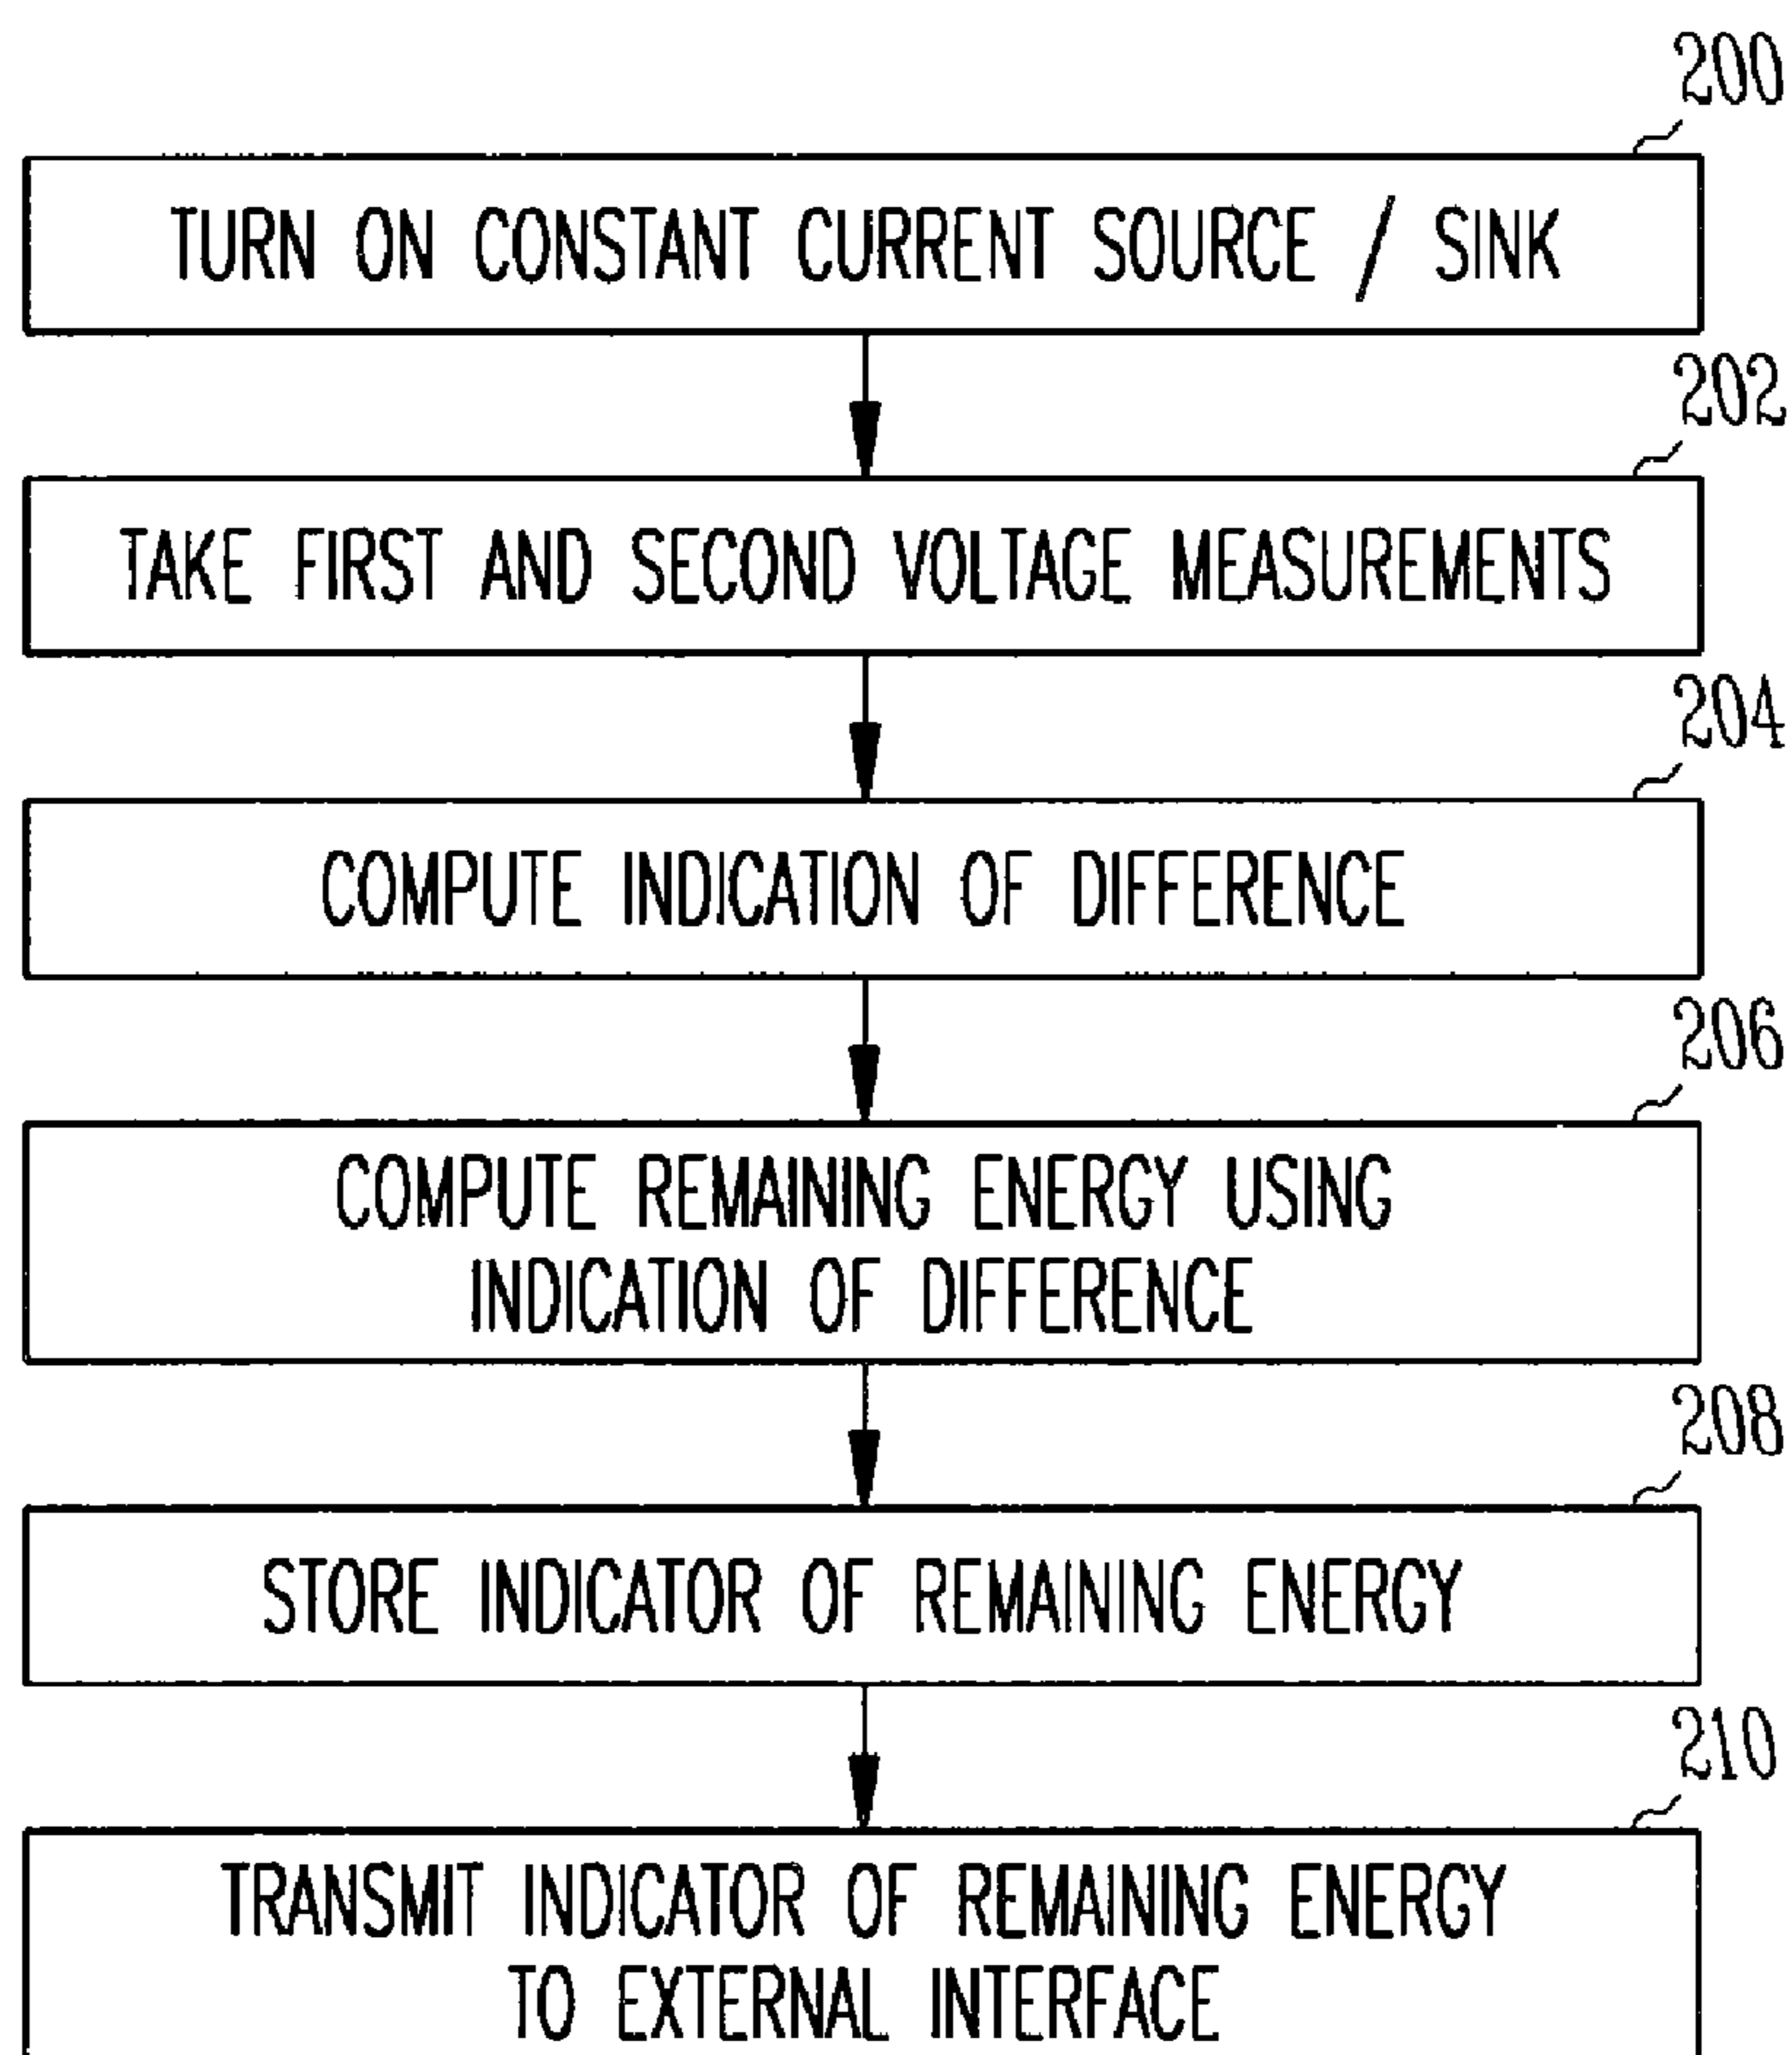 200
TURN ON CONSTANT CURRENT SOURCE / SINK
202
TAKE FIRST AND SECOND VOLTAGE MEASUREMENTS
204
COMPUTE INDICATION OF DIFFERENCE
206
COMPUTE REMAINING ENERGY USING
INDICATION OF DIFFERENCE
208
STORE INDICATOR OF REMAINING ENERGY
210
TRANSMIT INDICATOR OF REMAINING ENERGY
TO EXTERNAL INTERFACE